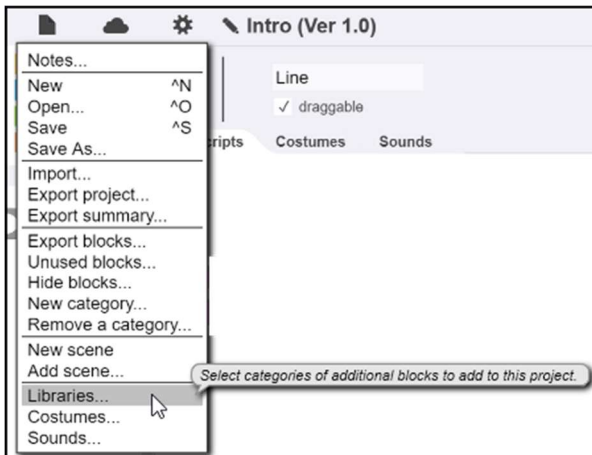 Intro (Ver 1.0)
Notes...
New ^N
Open... ^O
Save ^S
Save As...
Import...
Export project...
Export summary...
Export blocks...
Unused blocks...
Hide blocks...
New category...
Remove a category...
New scene
Add scene...
Libraries...
Costumes...
Sounds...
Line
draggable
ripts Costumes Sounds
Select categories of additional blocks to add to this project.